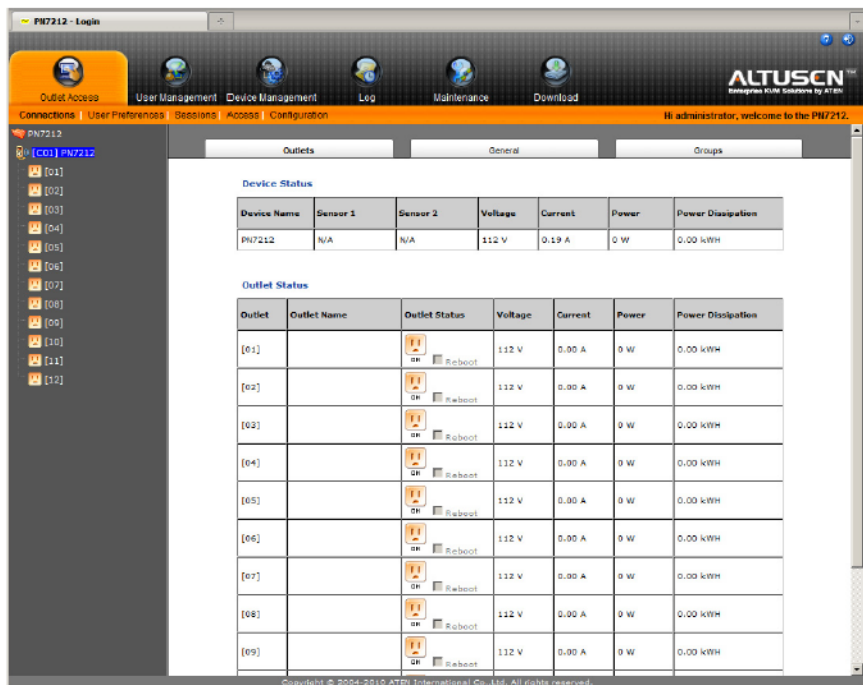 PN7212 - Login
Outlet Access
User Management
Device Management
Log
Maintenance
Download
ALTUSEN™
Enterprise KVM Solutions by ATEN
Connections | User Preferences | Sessions | Access | Configuration
Hi administrator, welcome to the PN7212.
PN7212
[C01] PN7212
[01]
[02]
[03]
[04]
[05]
[06]
[07]
[08]
[09]
[10]
[11]
[12]
Outlets
General
Groups
Device Status
Device Name Sensor 1 Sensor 2 Voltage Current Power Power Dissipation
PN7212 N/A N/A 112 V 0.19 A 0 W 0.00 kWH
Outlet Status
Outlet Outlet Name Outlet Status Voltage Current Power Power Dissipation
[01] ON Reboot 112 V 0.00 A 0 W 0.00 kWH
[02] ON Reboot 112 V 0.00 A 0 W 0.00 kWH
[03] ON Reboot 112 V 0.00 A 0 W 0.00 kWH
[04] ON Reboot 112 V 0.00 A 0 W 0.00 kWH
[05] ON Reboot 112 V 0.00 A 0 W 0.00 kWH
[06] ON Reboot 112 V 0.00 A 0 W 0.00 kWH
[07] ON Reboot 112 V 0.00 A 0 W 0.00 kWH
[08] ON Reboot 112 V 0.00 A 0 W 0.00 kWH
[09] ON Reboot 112 V 0.00 A 0 W 0.00 kWH
Copyright © 2004-2010 ATEN International Co., Ltd. All rights reserved.